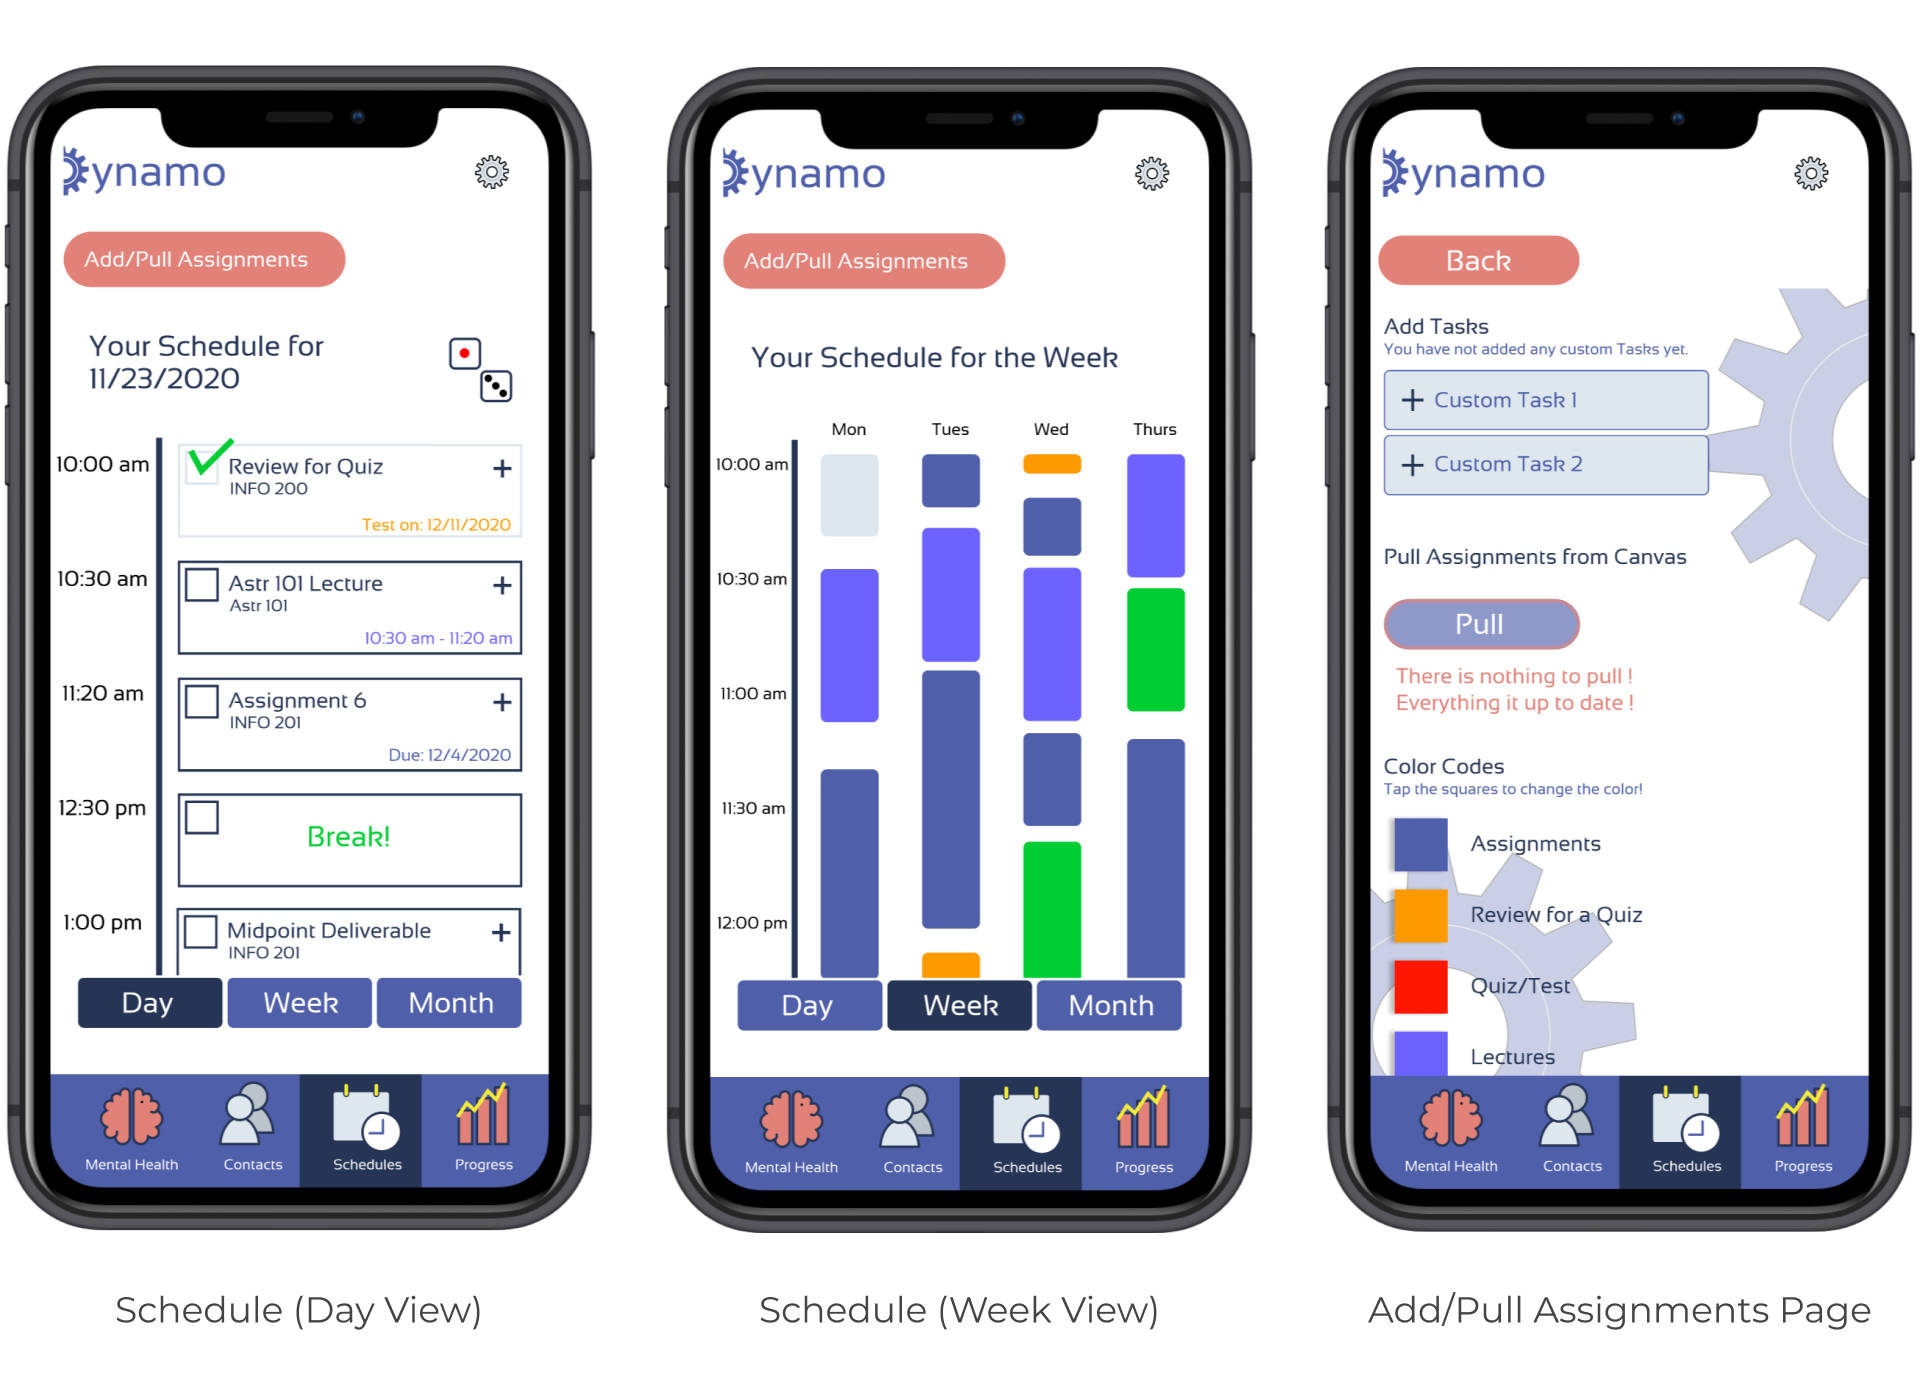 Dynamo
Add/Pull Assignments
Your Schedule for
11/23/2020
10:00 am
Review for Quiz
INFO 200
Test on: 12/11/2020
10:30 am
Astr 101 Lecture
Astr 101
10:30 am - 11:20 am
11:20 am
Assignment 6
INFO 201
Due: 12/4/2020
12:30 pm
Break!
1:00 pm
Midpoint Deliverable
INFO 201
Day Week Month
Mental Health Contacts Schedules Progress
Schedule (Day View)
Dynamo
Add/Pull Assignments
Your Schedule for the Week
Mon Tues Wed Thurs
10:00 am
10:30 am
11:00 am
11:30 am
12:00 pm
Day Week Month
Mental Health Contacts Schedules Progress
Schedule (Week View)
Dynamo
Back
Add Tasks
You have not added any custom Tasks yet.
+ Custom Task 1
+ Custom Task 2
Pull Assignments from Canvas
Pull
There is nothing to pull !
Everything it up to date !
Color Codes
Tap the squares to change the color!
Assignments
Review for a Quiz
Quiz/Test
Lectures
Mental Health Contacts Schedules Progress
Add/Pull Assignments Page